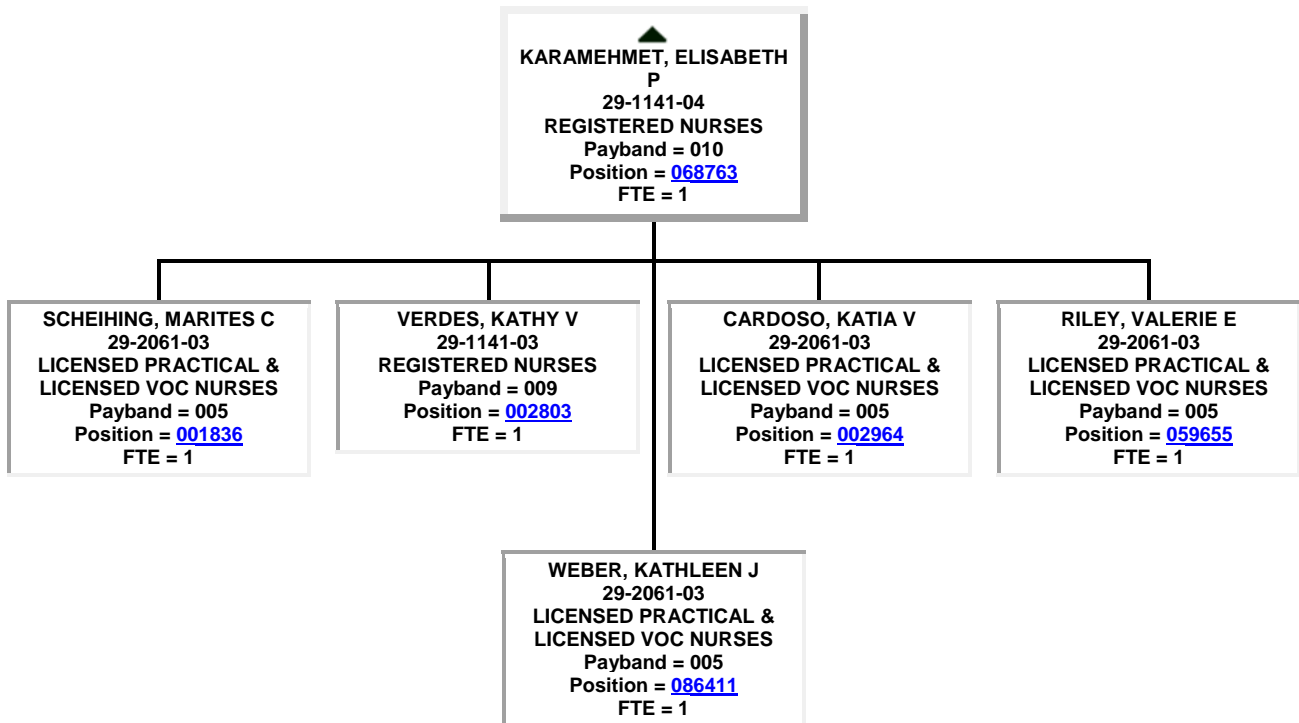 KARAMEHMET, ELISABETH
P
29-1141-04
REGISTERED NURSES
Payband = 010
Position = 068763
FTE = 1
SCHEIHING, MARITES C
29-2061-03
LICENSED PRACTICAL &
LICENSED VOC NURSES
Payband = 005
Position = 001836
FTE = 1
VERDES, KATHY V
29-1141-03
REGISTERED NURSES
Payband = 009
Position = 002803
FTE = 1
CARDOSO, KATIA V
29-2061-03
LICENSED PRACTICAL &
LICENSED VOC NURSES
Payband = 005
Position = 002964
FTE = 1
RILEY, VALERIE E
29-2061-03
LICENSED PRACTICAL &
LICENSED VOC NURSES
Payband = 005
Position = 059655
FTE = 1
WEBER, KATHLEEN J
29-2061-03
LICENSED PRACTICAL &
LICENSED VOC NURSES
Payband = 005
Position = 086411
FTE = 1